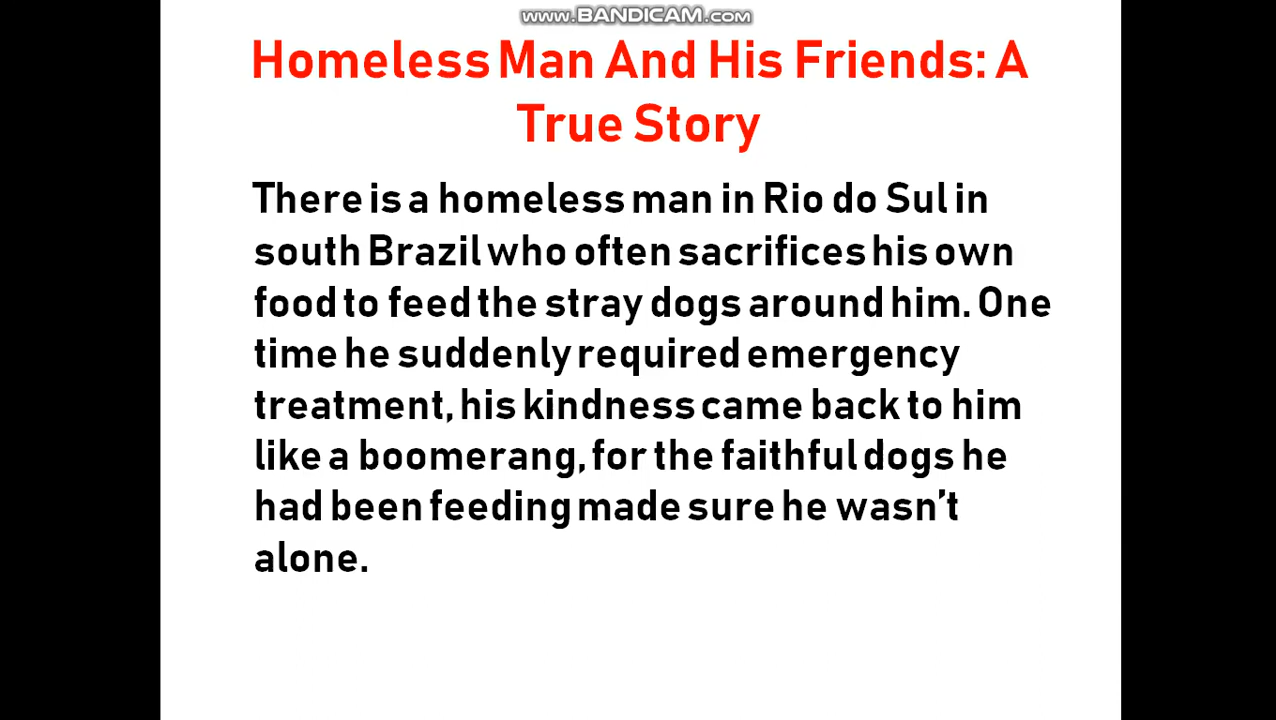 www.BANDICAM.com
Homeless Man And His Friends: A
True Story
There is a homeless man in Rio do Sul in
south Brazil who often sacrifices his own
food to feed the stray dogs around him. One
time he suddenly required emergency
treatment, his kindness came back to him
like a boomerang, for the faithful dogs he
had been feeding made sure he wasn’t
alone.